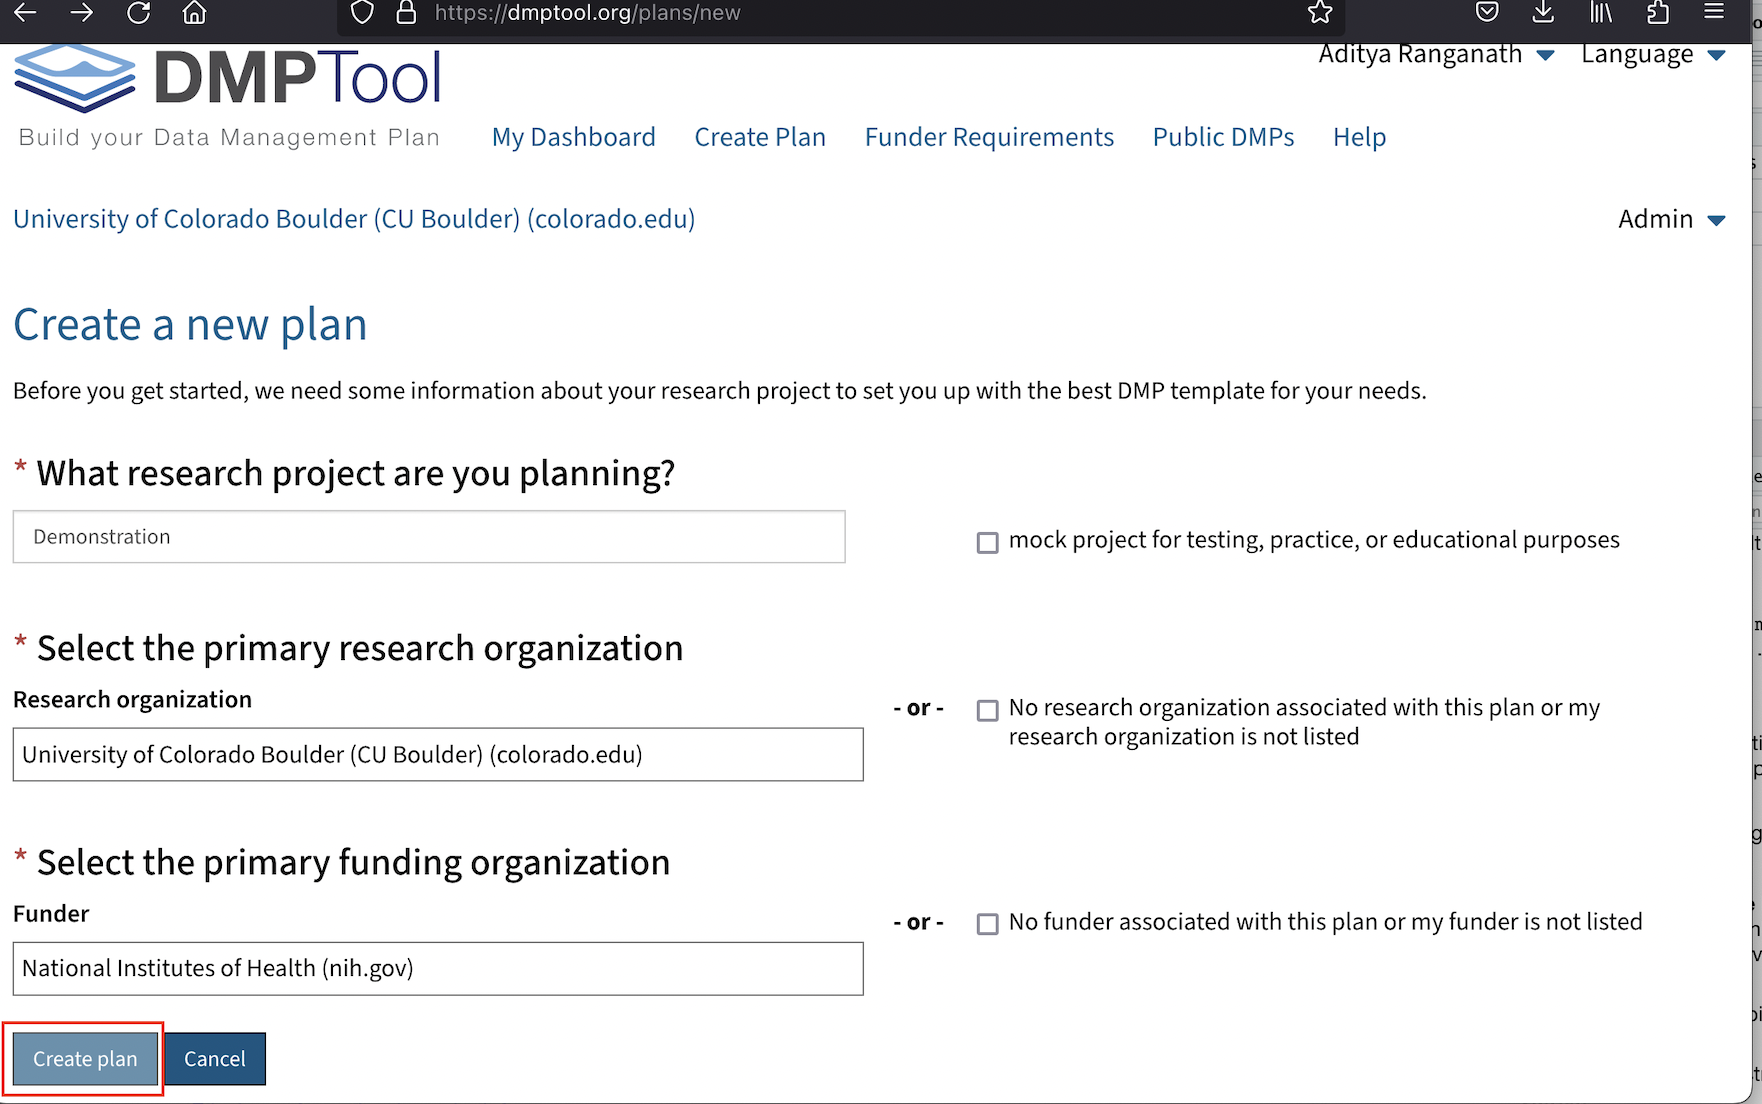 https://dmptool.org/plans/new
DMPTool
Build your Data Management Plan
Aditya Ranganath Language
My Dashboard Create Plan Funder Requirements Public DMPs Help
University of Colorado Boulder (CU Boulder) (colorado.edu) Admin
Create a new plan
Before you get started, we need some information about your research project to set you up with the best DMP template for your needs.
* What research project are you planning?
Demonstration
mock project for testing, practice, or educational purposes
* Select the primary research organization
Research organization
University of Colorado Boulder (CU Boulder) (colorado.edu)
- or -
No research organization associated with this plan or my
research organization is not listed
* Select the primary funding organization
Funder
National Institutes of Health (nih.gov)
- or -
No funder associated with this plan or my funder is not listed
Create plan Cancel